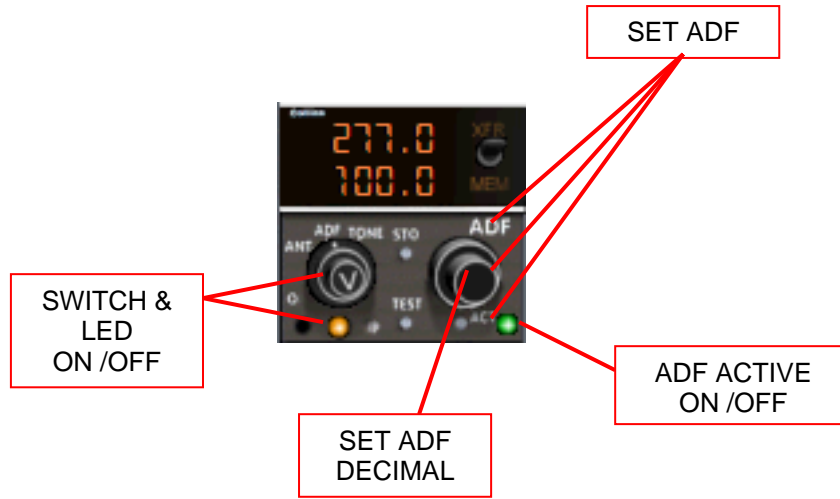 SET ADF
Collins
277.0
XFR
100.0
MEM
ADF
ANT ADF TONE STO
TEST
ACT
SWITCH &
LED
ON /OFF
ADF ACTIVE
ON /OFF
SET ADF
DECIMAL